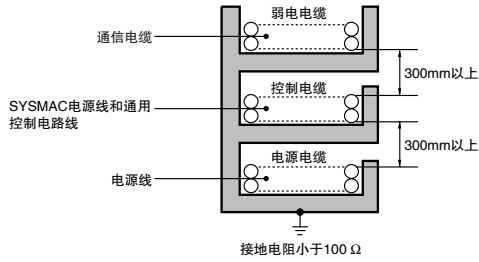 弱电电缆
通信电缆
300mm以上
控制电缆
SYSMAC电源线和通用
控制电路线
300mm以上
电源电缆
电源线
接地电阻小于100 Ω